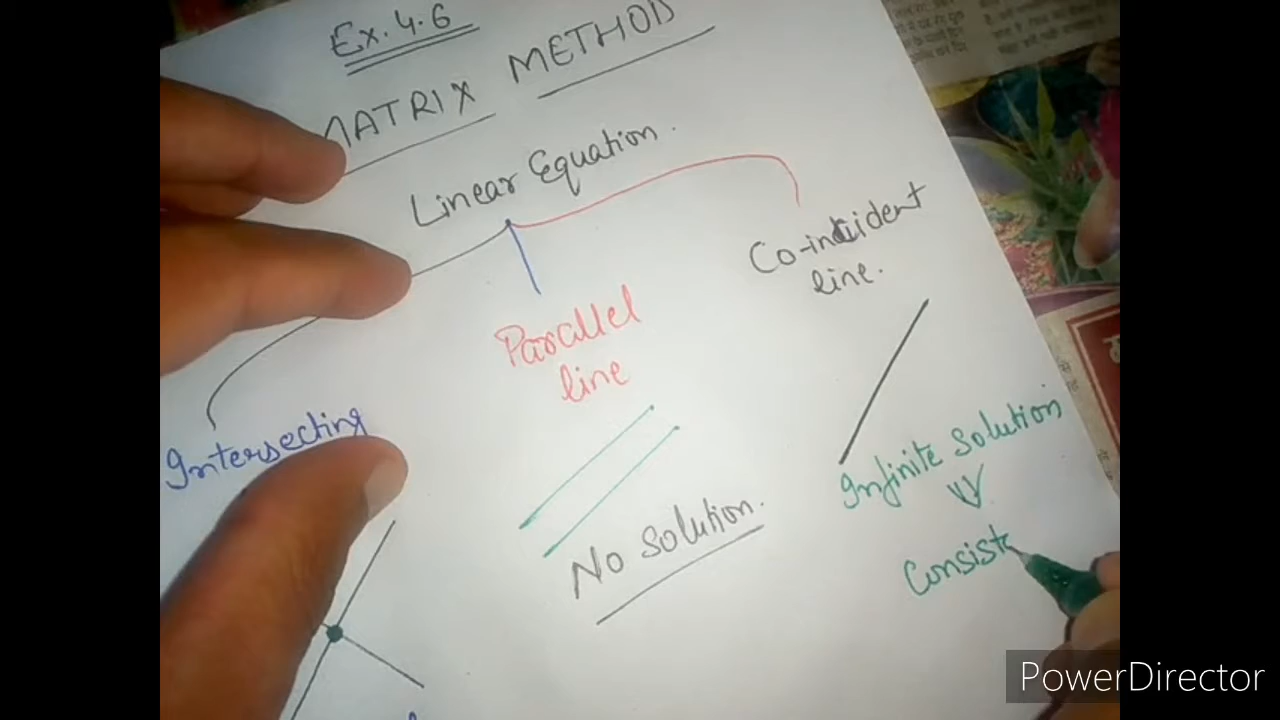 Ex. 4.6
MATRIX METHOD
Linear Equation.
Co-incident
line.
Parallel
line
Intersecting
Infinite Solution
No Solution.
Consist
PowerDirector